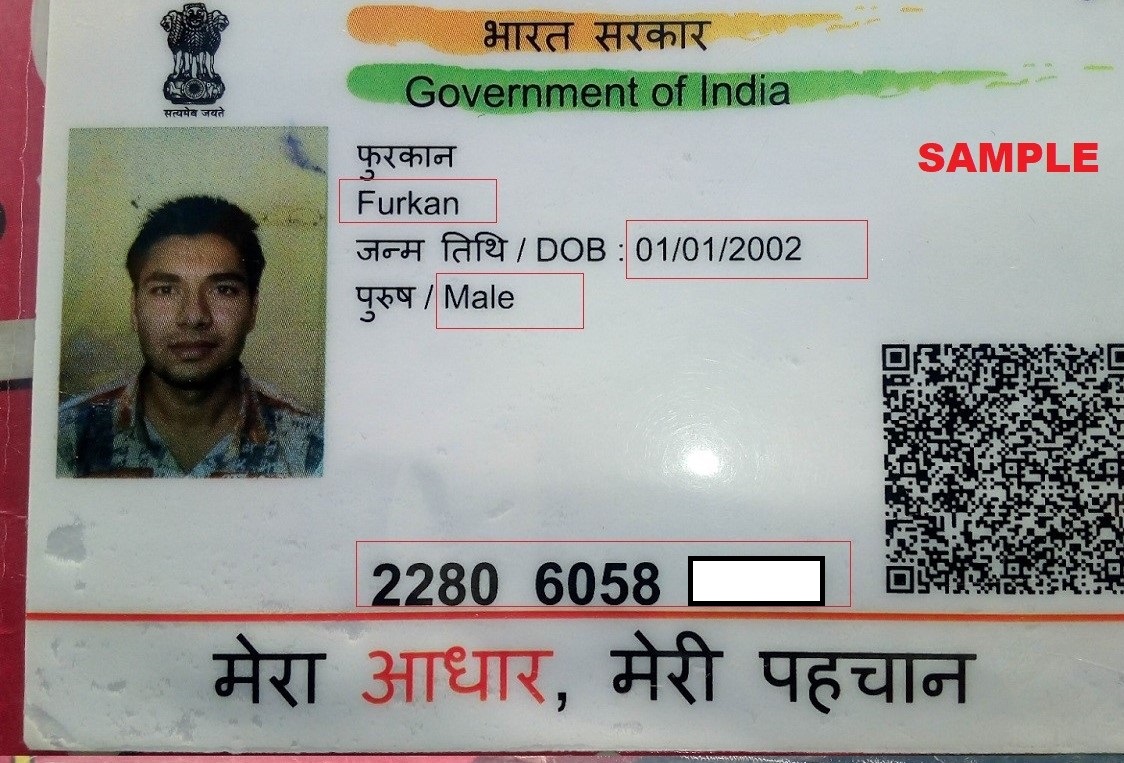 भारत सरकार
Government of India
सत्यमेव जयते
SAMPLE
फुरकान
Furkan
जन्म तिथि / DOB : 01/01/2002
पुरुष / Male
2280 6058
मेरा आधार, मेरी पहचान